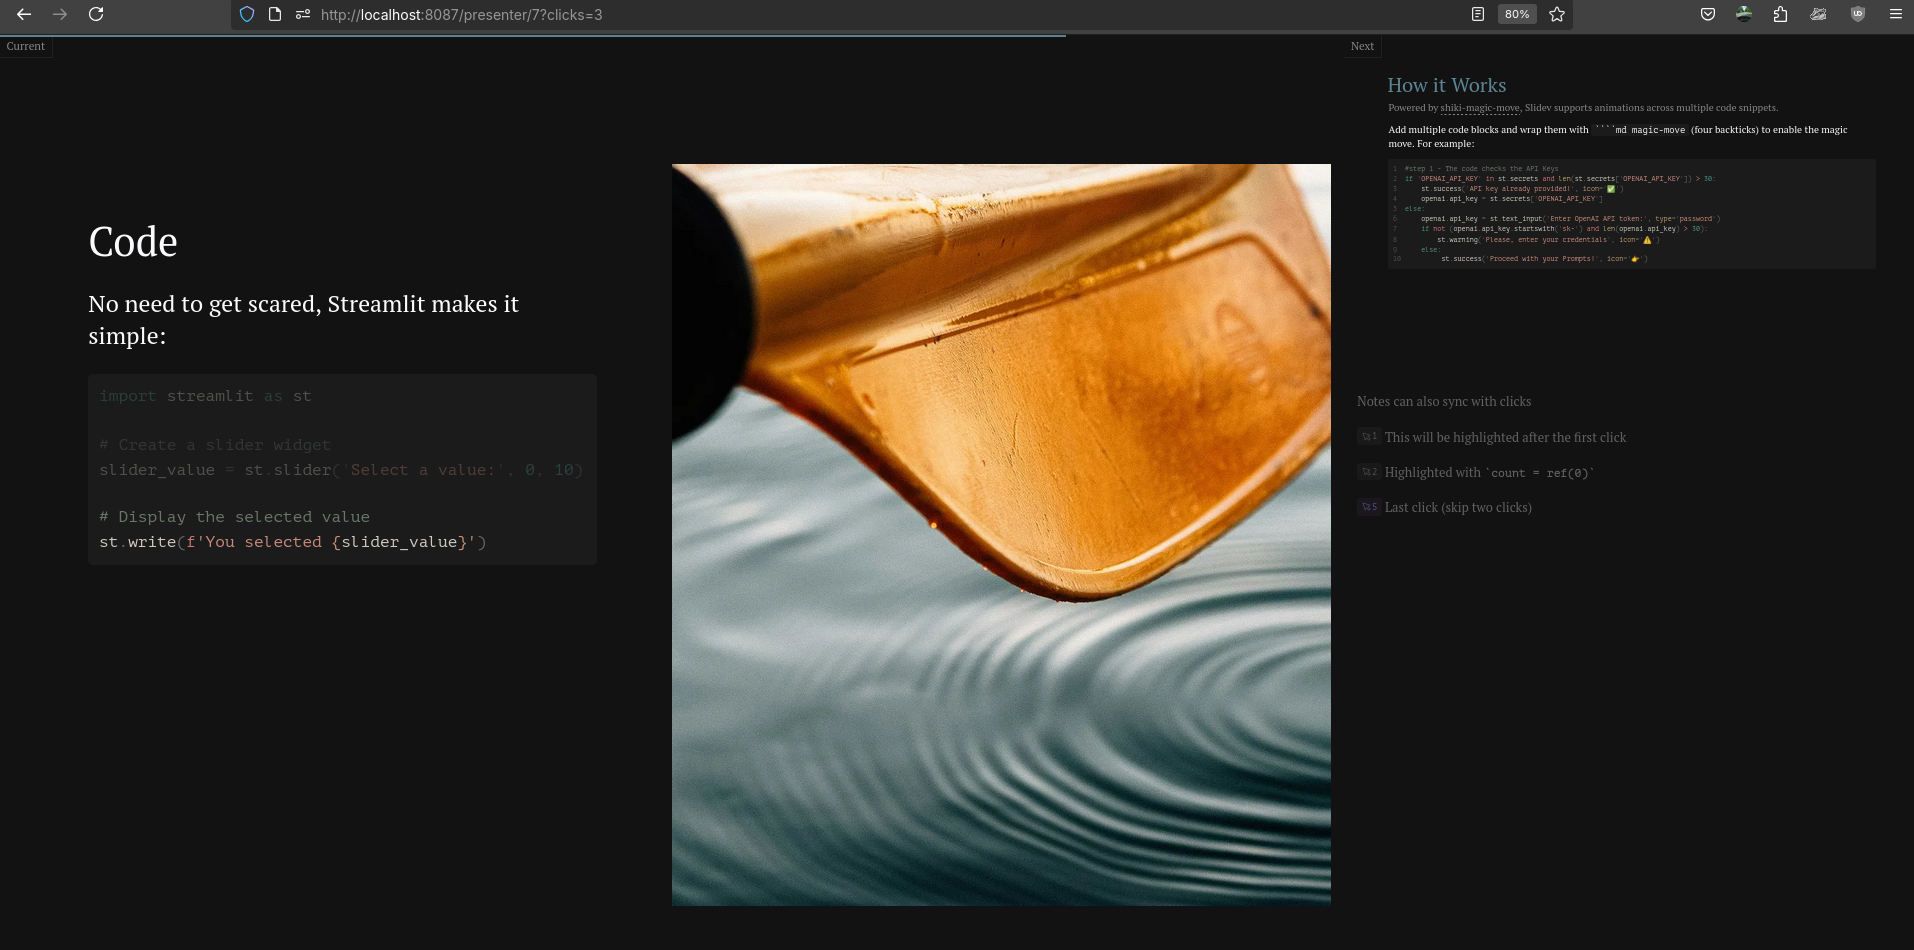 http://localhost:8087/presenter/7?clicks=3
80%
Current
Code
No need to get scared, Streamlit makes it
simple:
import streamlit as st
# Create a slider widget
slider_value = st.slider('Select a value:', 0, 10)
# Display the selected value
st.write(f'You selected {slider_value}')
Next
How it Works
Powered by shiki-magic-move, Slidev supports animations across multiple code snippets.
Add multiple code blocks and wrap them with ````md magic-move (four backticks) to enable the magic
move. For example:
1 #step 1 - The code checks the API Keys
2 if 'OPENAI_API_KEY' in st.secrets and len(st.secrets['OPENAI_API_KEY']) > 30:
3 st.success('API key already provided!', icon='✅')
4 openai.api_key = st.secrets['OPENAI_API_KEY']
5 else:
6 openai.api_key = st.text_input('Enter OpenAI API token:', type='password')
7 if not (openai.api_key.startswith('sk-') and len(openai.api_key) > 30):
8 st.warning('Please, enter your credentials', icon='⚠️')
9 else:
10 st.success('Proceed with your Prompts!', icon='👉')
Notes can also sync with clicks
1 This will be highlighted after the first click
2 Highlighted with `count = ref(0)`
5 Last click (skip two clicks)